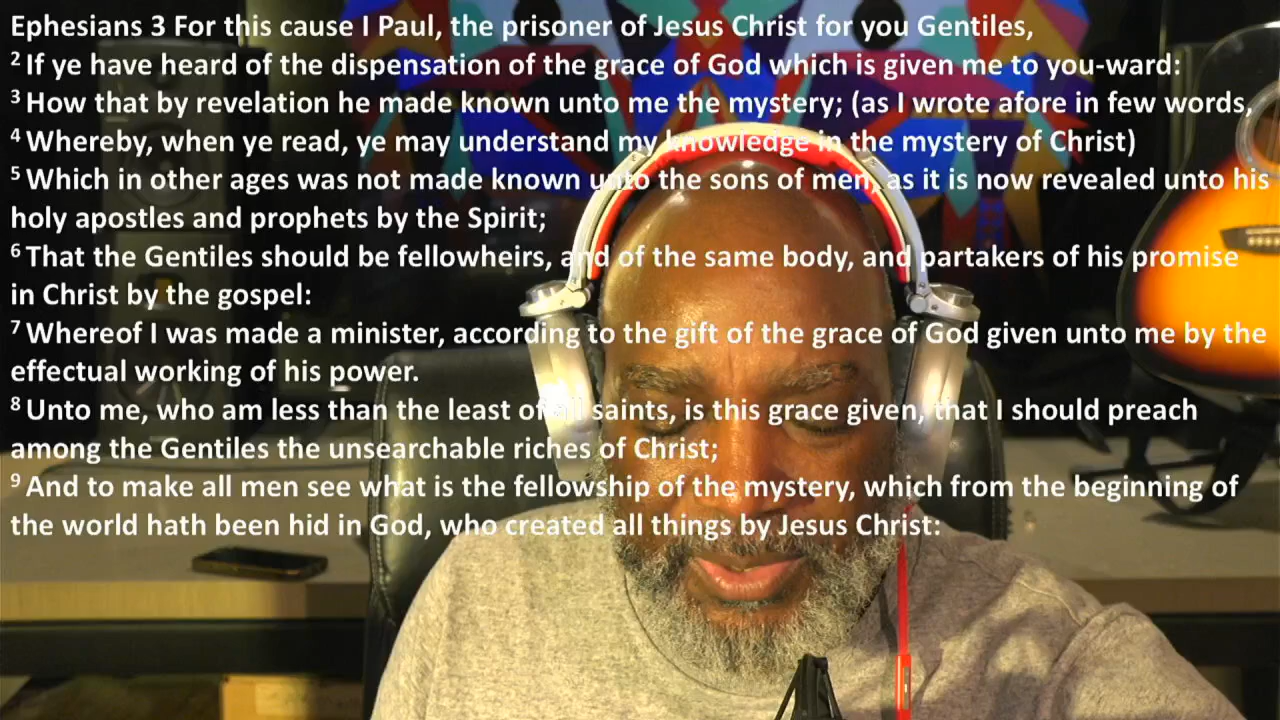 Ephesians 3 For this cause I Paul, the prisoner of Jesus Christ for you Gentiles,
2 If ye have heard of the dispensation of the grace of God which is given me to you-ward:
3 How that by revelation he made known unto me the mystery; (as I wrote afore in few words,
4 Whereby, when ye read, ye may understand my knowledge in the mystery of Christ)
5 Which in other ages was not made known unto the sons of men, as it is now revealed unto his
holy apostles and prophets by the Spirit;
6 That the Gentiles should be fellowheirs, and of the same body, and partakers of his promise
in Christ by the gospel:
7 Whereof I was made a minister, according to the gift of the grace of God given unto me by the
effectual working of his power.
8 Unto me, who am less than the least of all saints, is this grace given, that I should preach
among the Gentiles the unsearchable riches of Christ;
9 And to make all men see what is the fellowship of the mystery, which from the beginning of
the world hath been hid in God, who created all things by Jesus Christ: